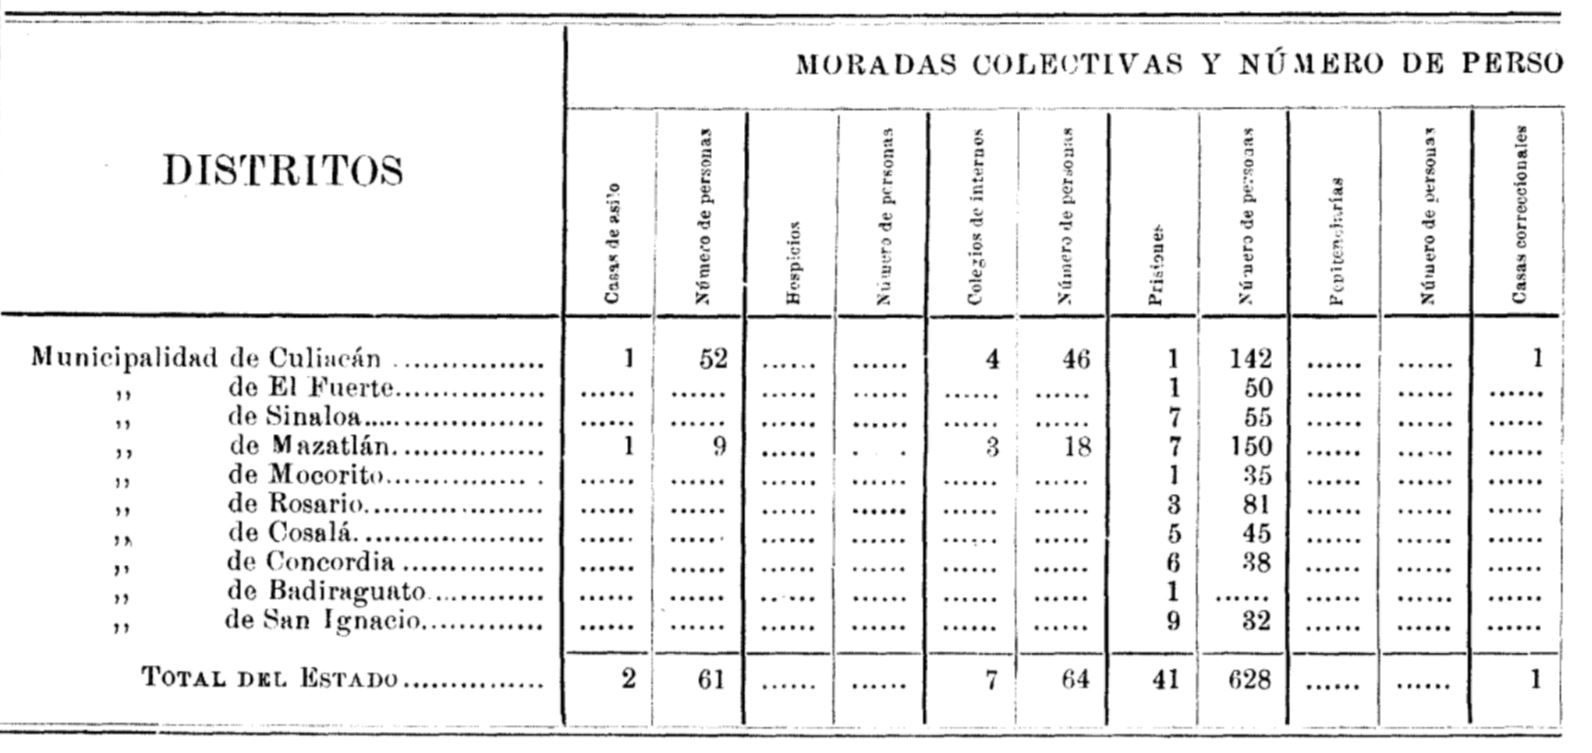 MORADAS COLECTIVAS Y NÚMERO DE PERSO
DISTRITOS
Casas de asilo
Número de personas
Hospicios
Número de personas
Colegios de internos
Número de personas
Prisiones
Número de personas
Penitenciarías
Número de personas
Casas correccionales
Municipalidad de Culiacán ................ 1 52 ...... ...... 4 46 1 142 ...... ...... 1
,, de El Fuerte................ ...... ...... ...... ...... ...... ...... 1 50 ...... ...... ......
,, de Sinaloa................... ...... ...... ...... ...... ...... ...... 7 55 ...... ...... ......
,, de Mazatlán................ 1 9 ...... . . 3 18 7 150 ...... ...... ......
,, de Mocorito............... . ...... ...... ...... ...... ...... ...... 1 35 ...... ...... ......
,, de Rosario.................. ...... ...... ...... ...... ...... ...... 3 81 ...... ...... ......
,, de Cosalá................... ...... ...... ...... ...... ...... ...... 5 45 ...... ...... ......
,, de Concordia ............... ...... ...... ...... ...... ...... ...... 6 38 ...... ...... ......
,, de Badiraguato............. ...... ...... ...... ...... ...... ...... 1 ...... ...... ...... ......
,, de San Ignacio............. ...... ...... ...... ...... ...... ...... 9 32 ...... ...... ......
TOTAL DEL ESTADO............... 2 61 ...... ...... 7 64 41 628 ...... ...... 1